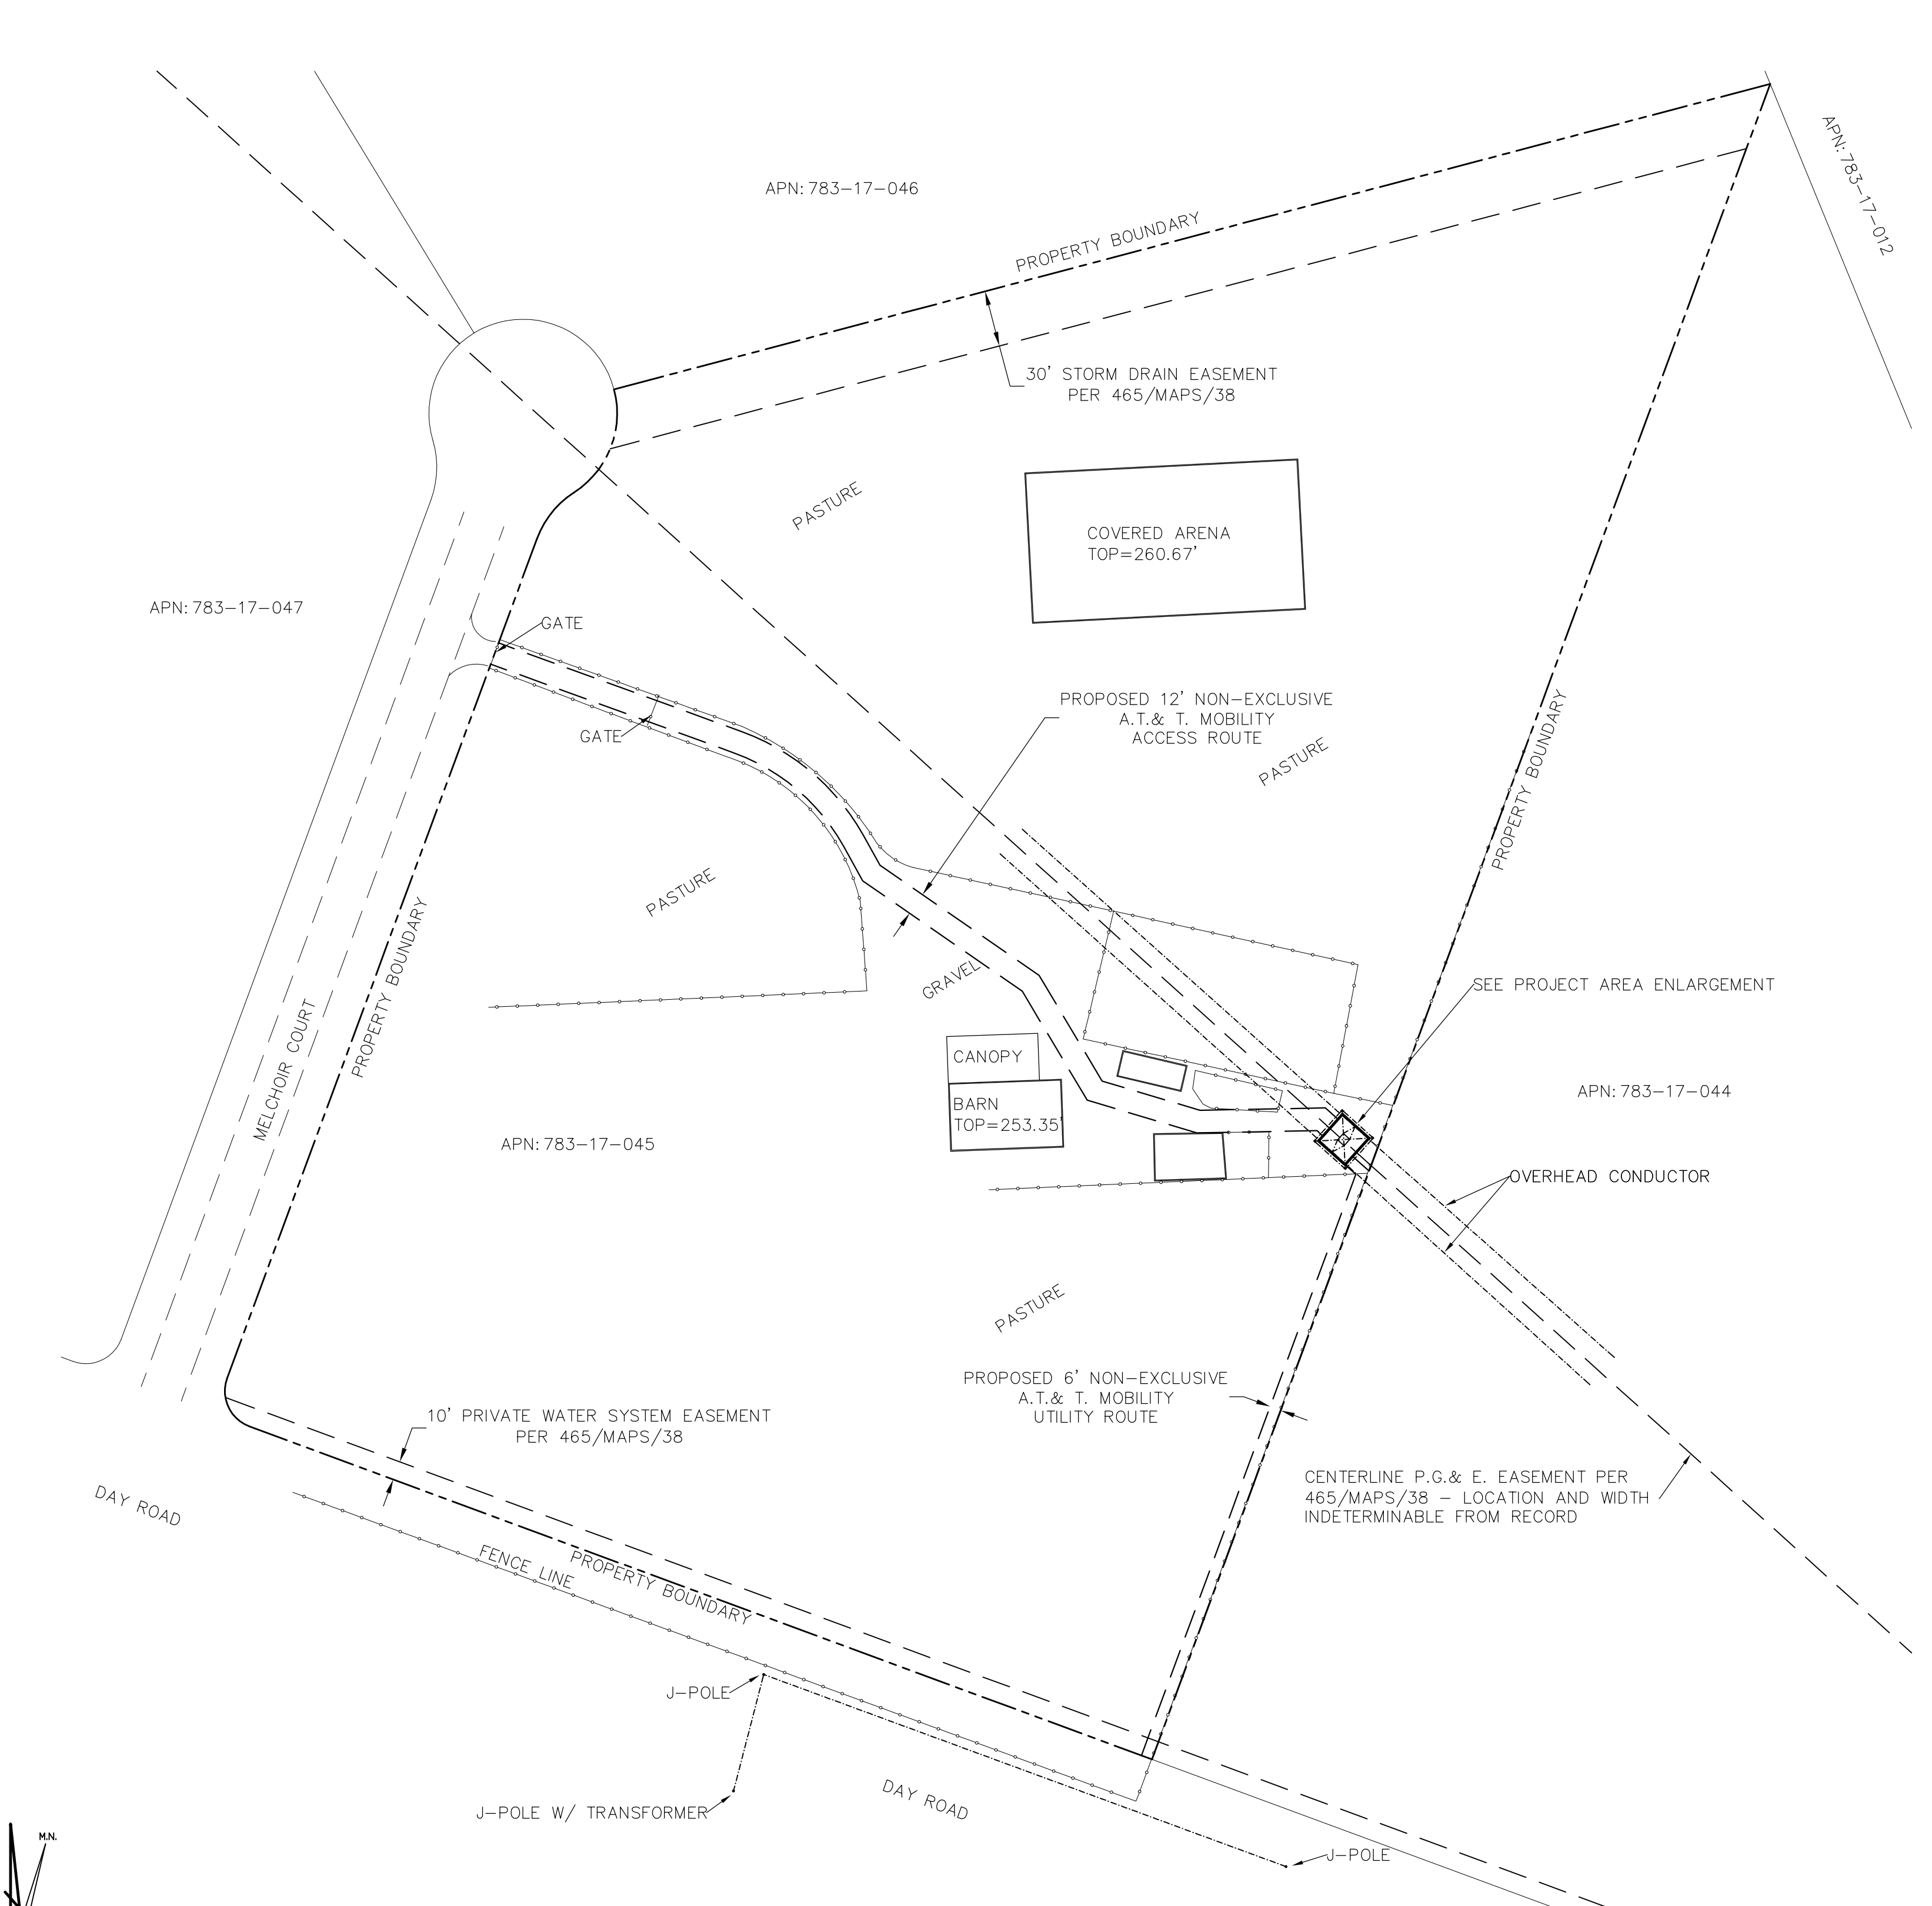 APN: 783-17-012
APN: 783-17-046
PROPERTY BOUNDARY
30' STORM DRAIN EASEMENT
PER 465/MAPS/38
PASTURE
COVERED ARENA
TOP=260.67'
APN: 783-17-047
GATE
GATE
PROPOSED 12' NON-EXCLUSIVE
A.T.& T. MOBILITY
ACCESS ROUTE
PASTURE
PROPERTY BOUNDARY
PASTURE
PROPERTY BOUNDARY
GRAVEL
SEE PROJECT AREA ENLARGEMENT
MELCHOIR COURT
CANOPY
BARN
TOP=253.35'
APN: 783-17-044
APN: 783-17-045
OVERHEAD CONDUCTOR
PASTURE
PROPOSED 6' NON-EXCLUSIVE
A.T.& T. MOBILITY
UTILITY ROUTE
10' PRIVATE WATER SYSTEM EASEMENT
PER 465/MAPS/38
CENTERLINE P.G.& E. EASEMENT PER
465/MAPS/38 - LOCATION AND WIDTH
INDETERMINABLE FROM RECORD
DAY ROAD
FENCE LINE
PROPERTY BOUNDARY
J-POLE
J-POLE W/ TRANSFORMER
DAY ROAD
J-POLE
M.N.